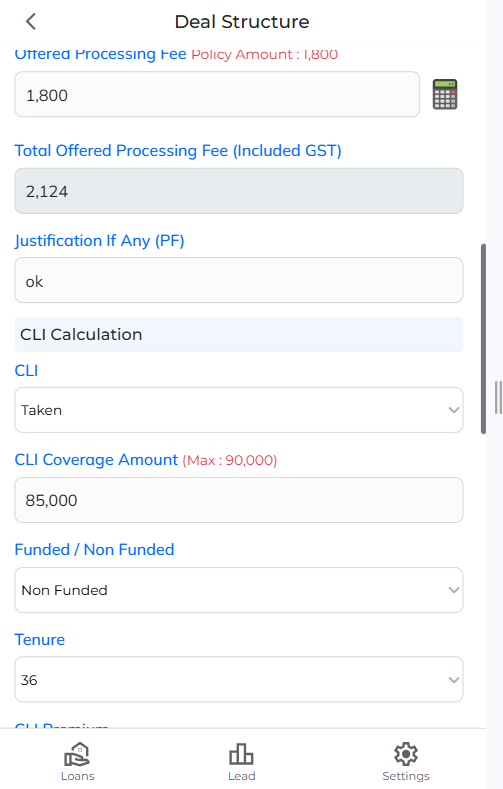 Deal Structure
Offered Processing Fee Policy Amount : 1,800
1,800
Total Offered Processing Fee (Included GST)
2,124
Justification If Any (PF)
ok
CLI Calculation
CLI
Taken
CLI Coverage Amount (Max : 90,000)
85,000
Funded / Non Funded
Non Funded
Tenure
36
CLI Premium
Loans
Lead
Settings